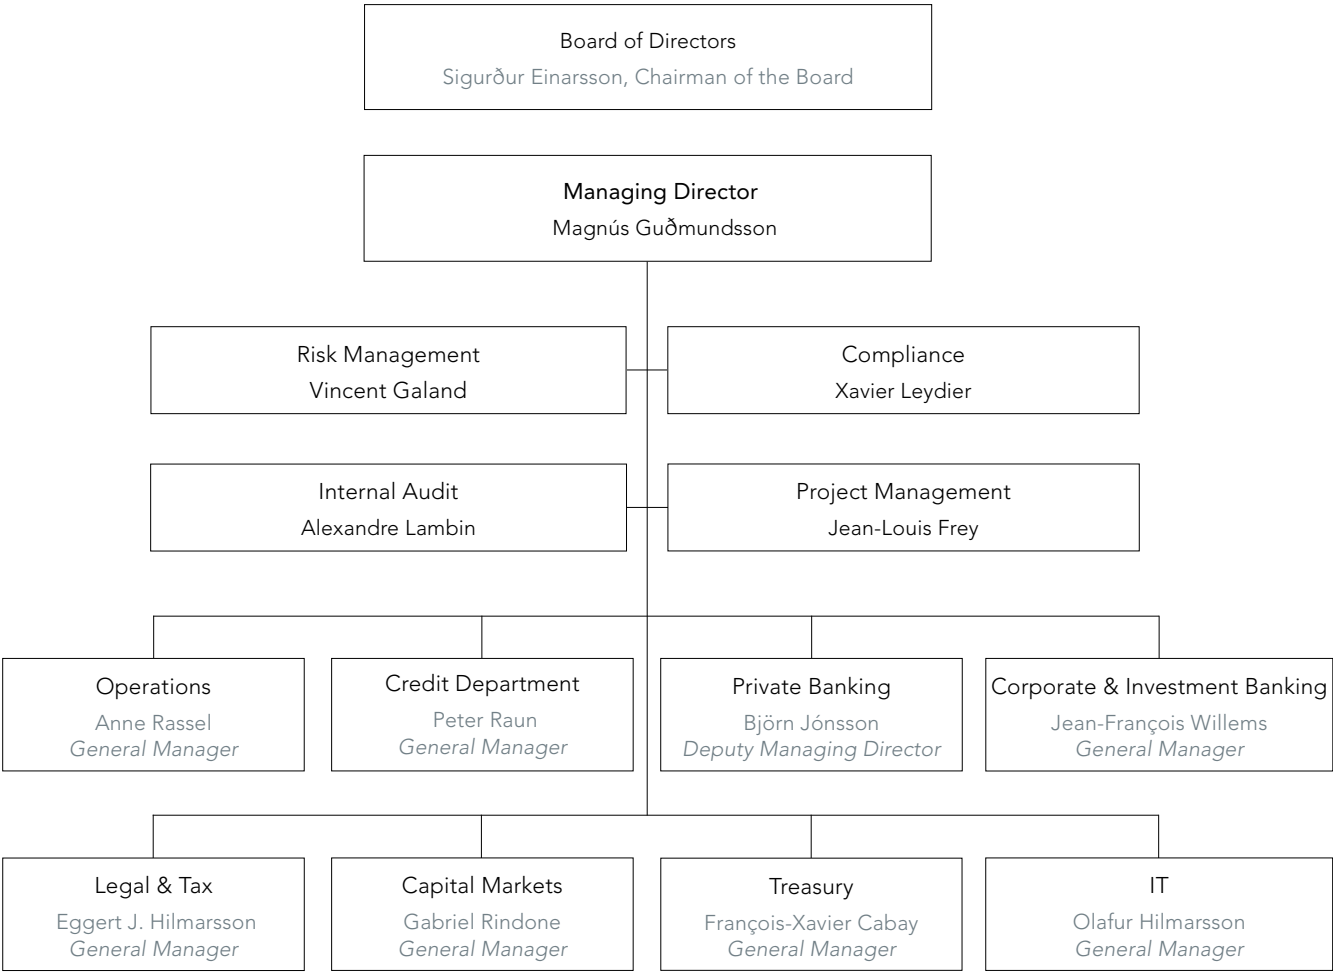 Board of Directors
Sigurður Einarsson, Chairman of the Board
Managing Director
Magnús Guðmundsson
Risk Management
Vincent Galand
Compliance
Xavier Leydier
Internal Audit
Alexandre Lambin
Project Management
Jean-Louis Frey
Operations
Anne Rassel
General Manager
Credit Department
Peter Raun
General Manager
Private Banking
Björn Jónsson
Deputy Managing Director
Corporate & Investment Banking
Jean-François Willems
General Manager
Legal & Tax
Eggert J. Hilmarsson
General Manager
Capital Markets
Gabriel Rindone
General Manager
Treasury
François-Xavier Cabay
General Manager
IT
Olafur Hilmarsson
General Manager